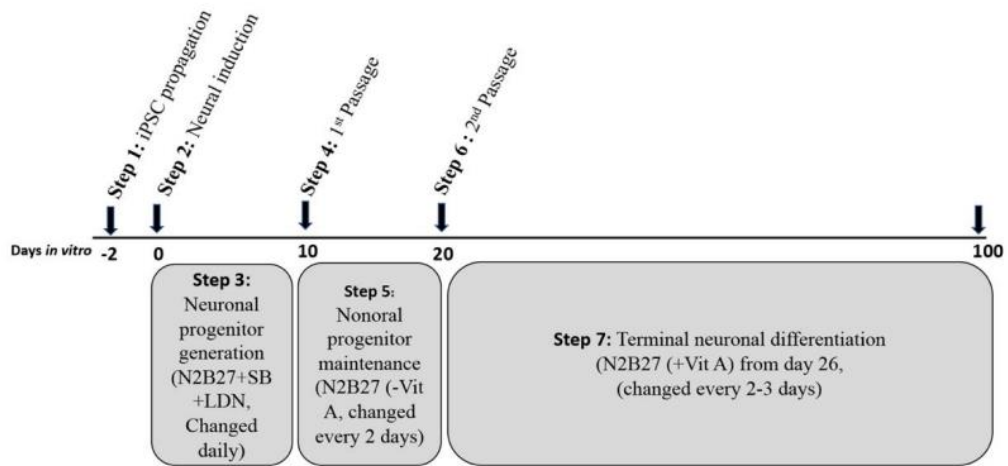 Step 1: iPSC propagation
Step 2: Neural induction
Step 4: 1st Passage
Step 6 : 2nd Passage
Days in vitro
-2
0
10
20
100
Step 3:
Neuronal
progenitor
generation
(N2B27+SB
+LDN,
Changed
daily)
Step 5:
Nonoral
progenitor
maintenance
(N2B27 (-Vit
A, changed
every 2 days)
Step 7: Terminal neuronal differentiation
(N2B27 (+Vit A) from day 26,
(changed every 2-3 days)